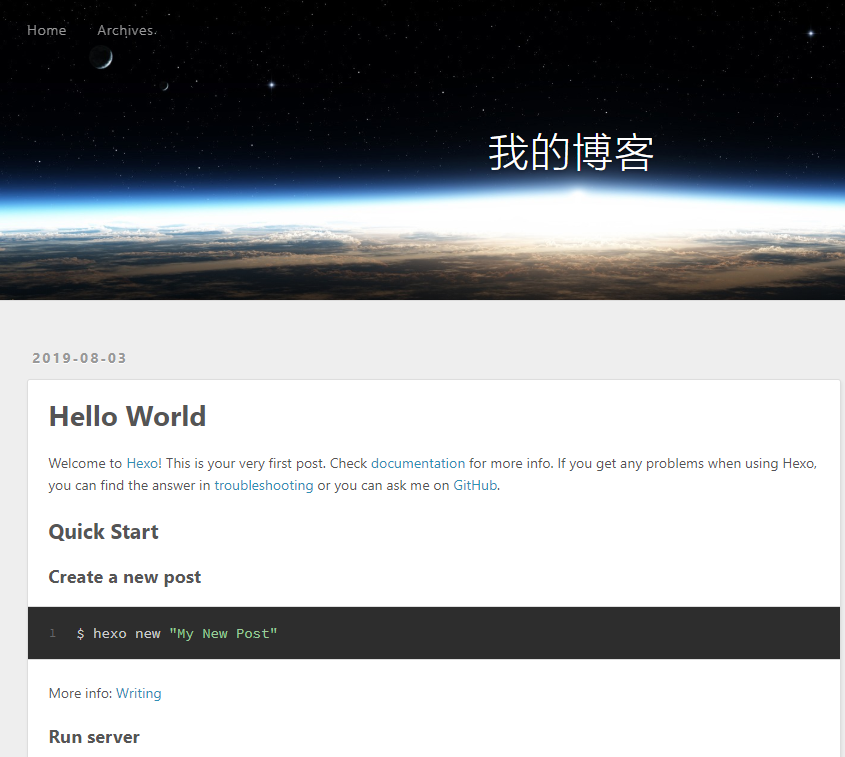 Home Archives
我的博客
2019-08-03
Hello World
Welcome to Hexo! This is your very first post. Check documentation for more info. If you get any problems when using Hexo,
you can find the answer in troubleshooting or you can ask me on GitHub.
Quick Start
Create a new post
1 $ hexo new "My New Post"
More info: Writing
Run server